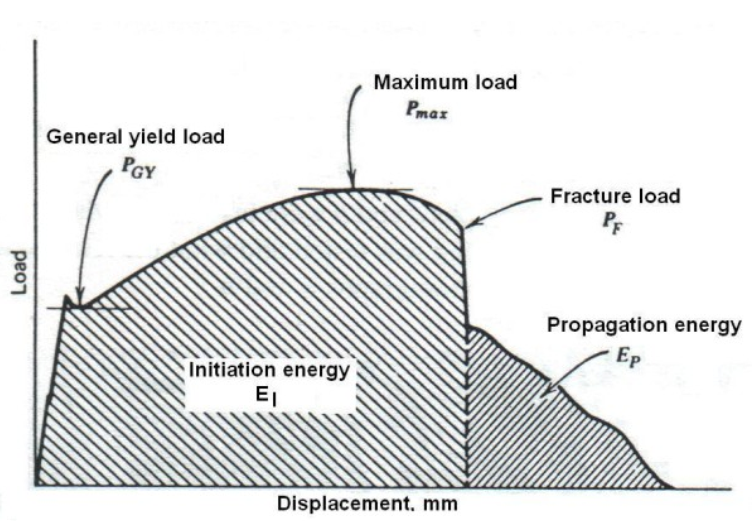 Maximum load
Pmax
General yield load
PGY
Fracture load
PF
Load
Propagation energy
EP
Initiation energy
EI
Displacement, mm